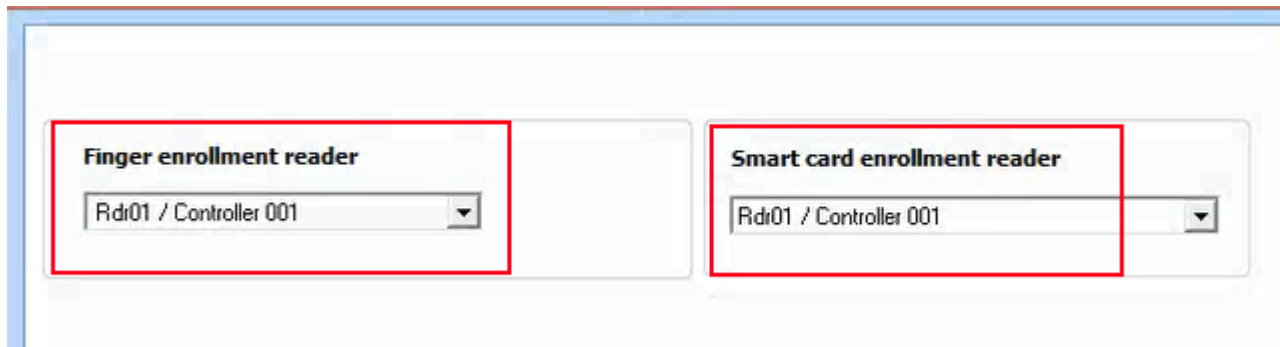 Finger enrollment reader
Rdr01 / Controller 001
Smart card enrollment reader
Rdr01 / Controller 001